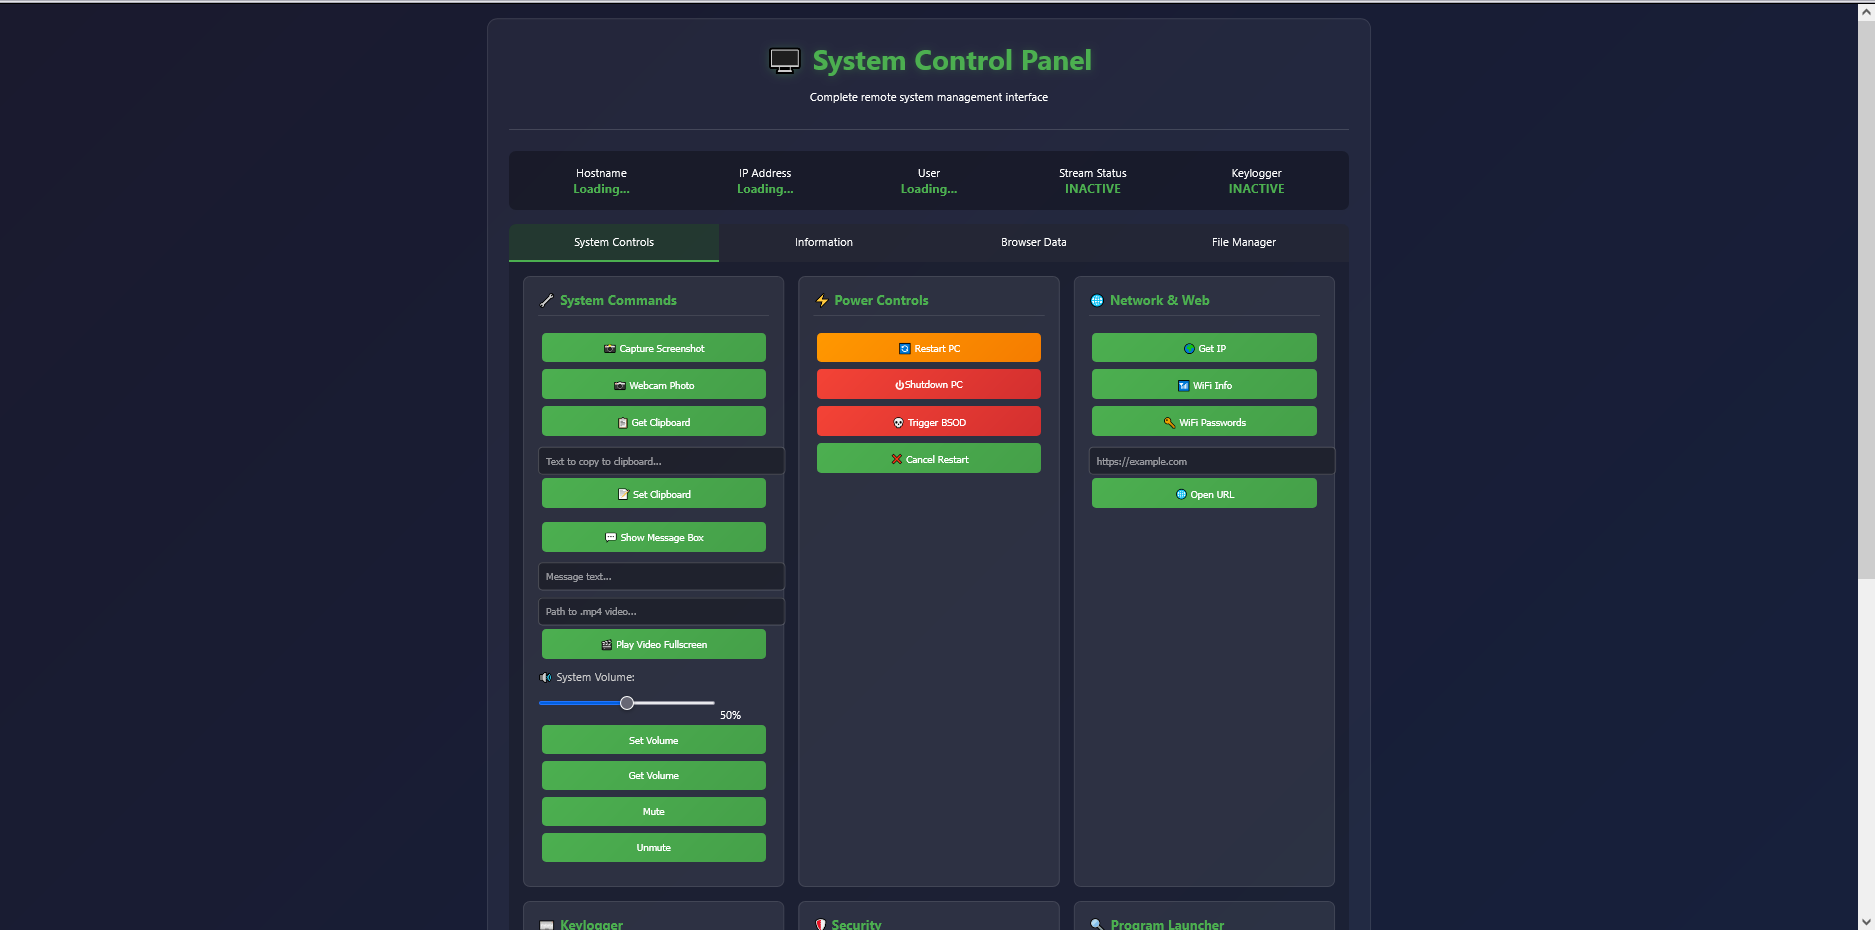 System Control Panel
Complete remote system management interface
Hostname
Loading...
IP Address
Loading...
User
Loading...
Stream Status
INACTIVE
Keylogger
INACTIVE
System Controls
Information
Browser Data
File Manager
System Commands
Capture Screenshot
Webcam Photo
Get Clipboard
Text to copy to clipboard...
Set Clipboard
Show Message Box
Message text...
Path to .mp4 video...
Play Video Fullscreen
System Volume:
50%
Set Volume
Get Volume
Mute
Unmute
Power Controls
Restart PC
Shutdown PC
Trigger BSOD
Cancel Restart
Network & Web
Get IP
WiFi Info
WiFi Passwords
https://example.com
Open URL
Keylogger
Security
Program Launcher